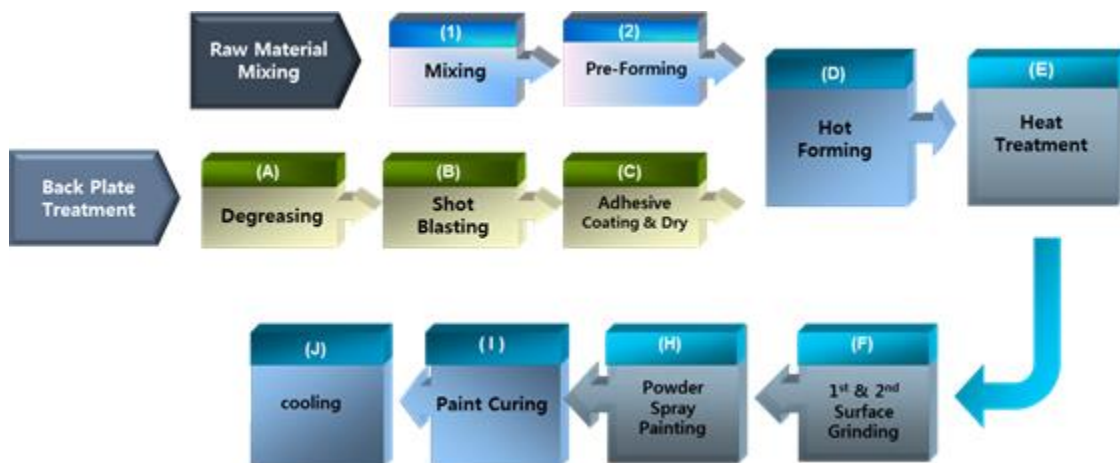 Raw Material
Mixing
(1)
Mixing
(2)
Pre-Forming
(D)
Hot
Forming
(E)
Heat
Treatment
Back Plate
Treatment
(A)
Degreasing
(B)
Shot
Blasting
(C)
Adhesive
Coating & Dry
(J)
cooling
(I)
Paint Curing
(H)
Powder
Spray
Painting
(F)
1st & 2nd
Surface
Grinding